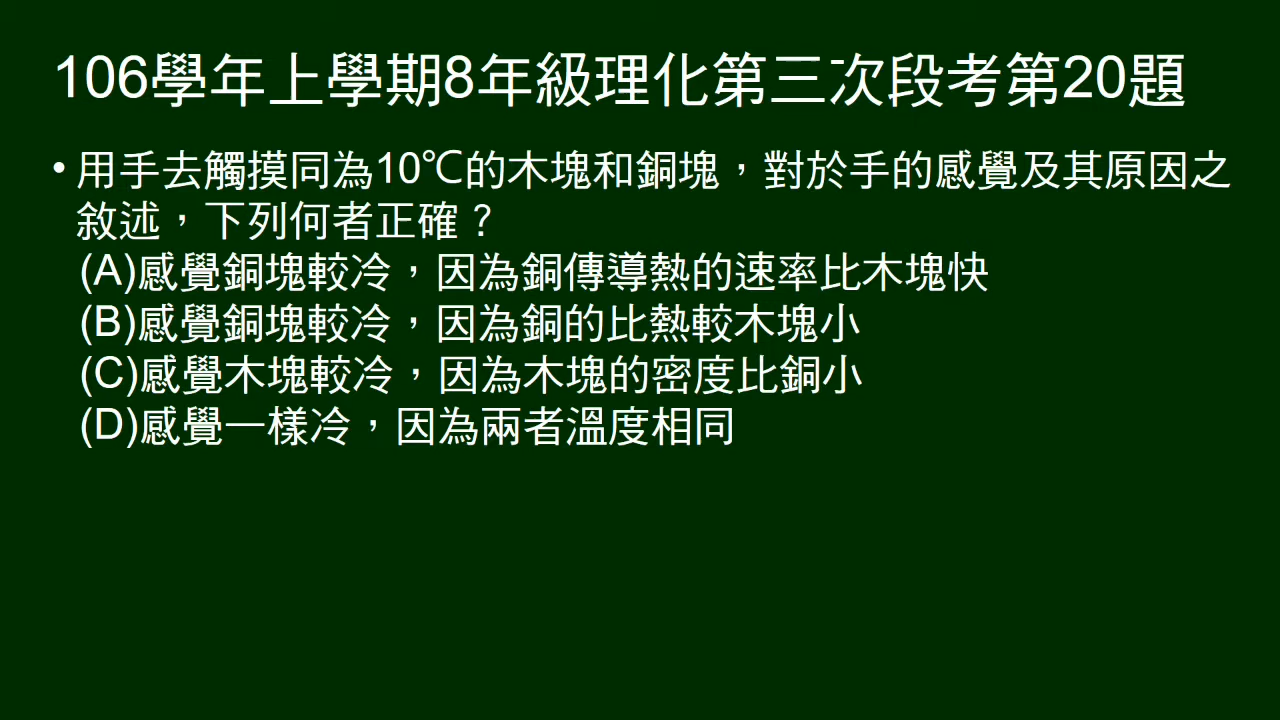 106學年上學期8年級理化第三次段考第20題
•用手去觸摸同為10℃的木塊和銅塊，對於手的感覺及其原因之
敘述，下列何者正確？
(A)感覺銅塊較冷，因為銅傳導熱的速率比木塊快
(B)感覺銅塊較冷，因為銅的比熱較木塊小
(C)感覺木塊較冷，因為木塊的密度比銅小
(D)感覺一樣冷，因為兩者溫度相同